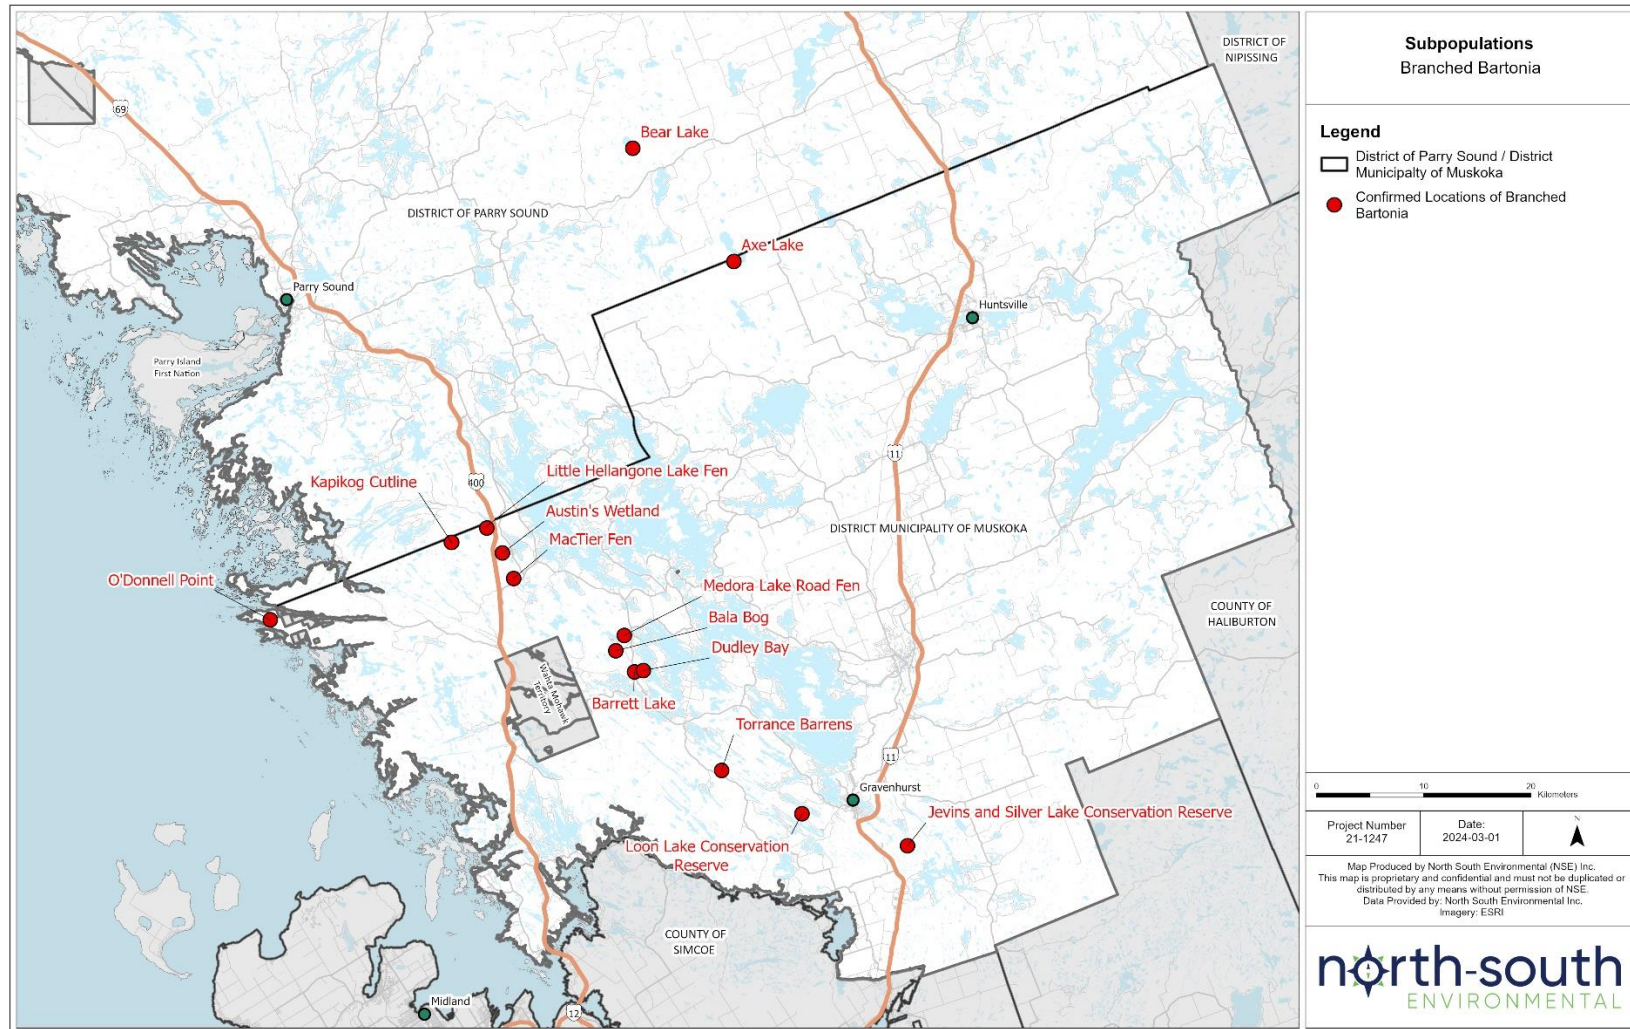 DISTRICT OF
NIPISSING
69
Bear Lake
DISTRICT OF PARRY SOUND
Axe Lake
Parry Sound
Huntsville
Parry Island
First Nation
11
Little Hellangone Lake Fen
Kapikog Cutline
400
Austin's Wetland
DISTRICT MUNICIPALITY OF MUSKOKA
MacTier Fen
O'Donnell Point
Medora Lake Road Fen
COUNTY OF
HALIBURTON
Bala Bog
Dudley Bay
Wahta Mohawk
Territory
Barrett Lake
Torrance Barrens
11
Gravenhurst
Jevins and Silver Lake Conservation Reserve
Loon Lake Conservation
Reserve
COUNTY OF
SIMCOE
Midland
12
Subpopulations
Branched Bartonia
Legend
District of Parry Sound / District
Municipalty of Muskoka
Confirmed Locations of Branched
Bartonia
0 10 20
Kilometers
Project Number
21-1247
Date:
2024-03-01
N
Map Produced by North South Environmental (NSE) Inc.
This map is proprietary and confidential and must not be duplicated or
distributed by any means without permission of NSE.
Data Provided by: North South Environmental Inc.
Imagery: ESRI
north-south
ENVIRONMENTAL